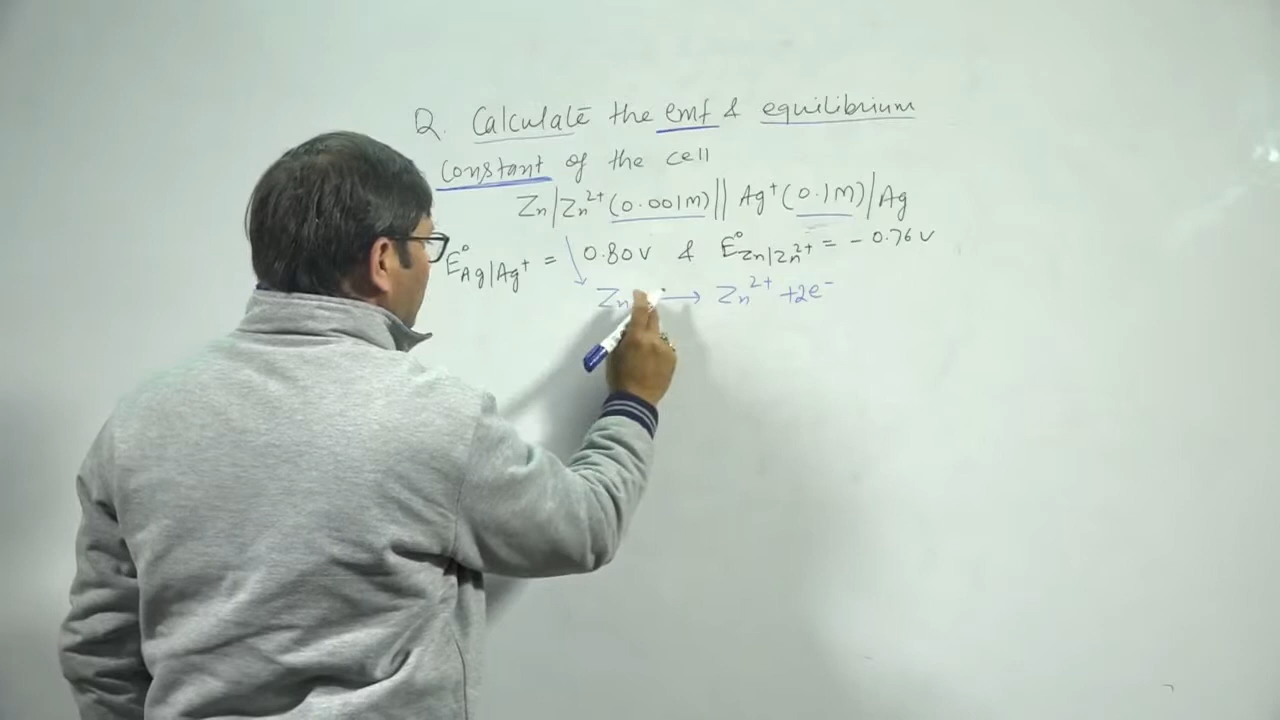 Q. Calculate the emf & equilibrium
constant of the cell
Zn|Zn²⁺(0.001M)||Ag⁺(0.1M)|Ag
E°Ag|Ag⁺ = 0.80V & E°Zn|Zn²⁺ = -0.76V
Zn → Zn²⁺ + 2e⁻